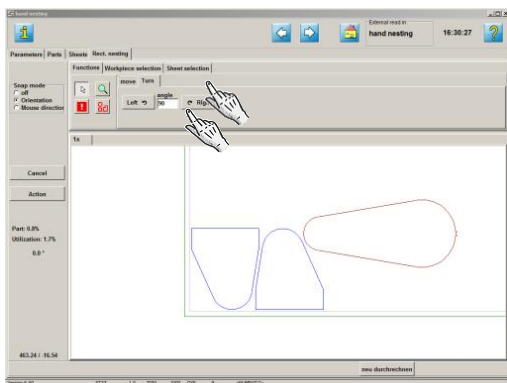 hand nesting
External read in
hand nesting
16:30:27
Parameters Parts Sheets Rect. nesting
Functions Workpiece selection Sheet selection
move Turn
Snap mode
off
Orientation
Mouse direction
angle
Left
90
1x
Cancel
Action
Part: 0.8%
Utilization: 1.7%
0.0 °
463.24 / -16.54
neu durchrechnen